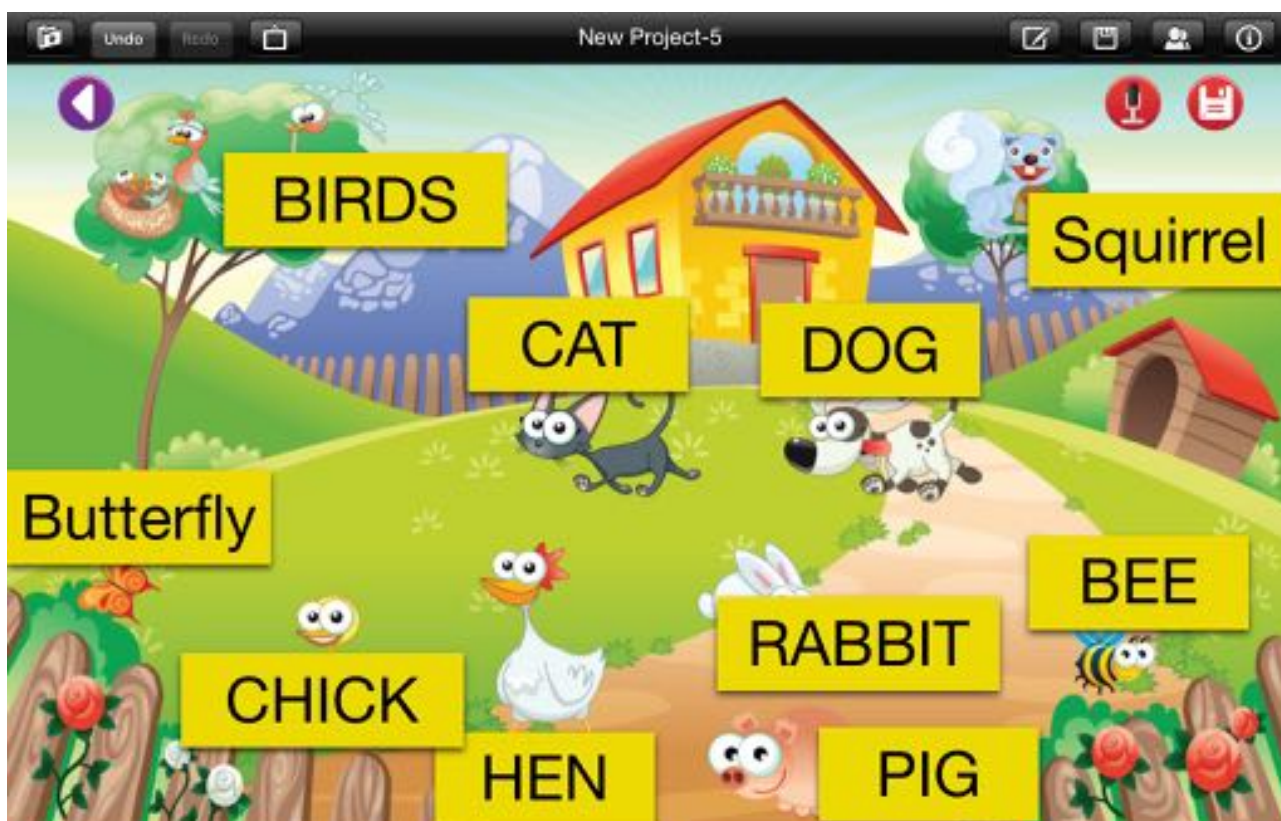 Undo
Redo
New Project-5
BIRDS
Squirrel
CAT
DOG
Butterfly
BEE
RABBIT
CHICK
HEN
PIG